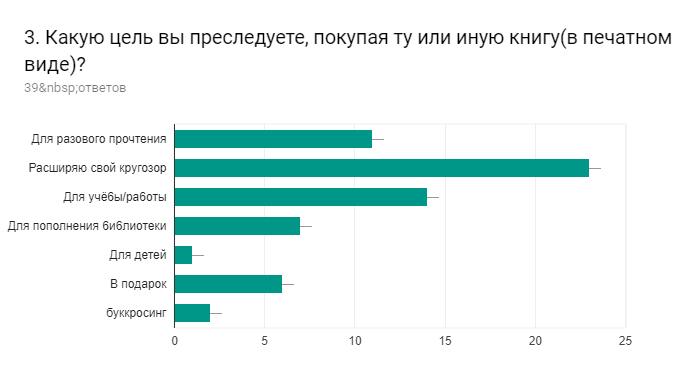 3. Какую цель вы преследуете, покупая ту или иную книгу(в печатном
виде)?
39&nbsp;ответов
Для разового прочтения
Расширяю свой кругозор
Для учёбы/работы
Для пополнения библиотеки
Для детей
В подарок
буккросинг
0 5 10 15 20 25